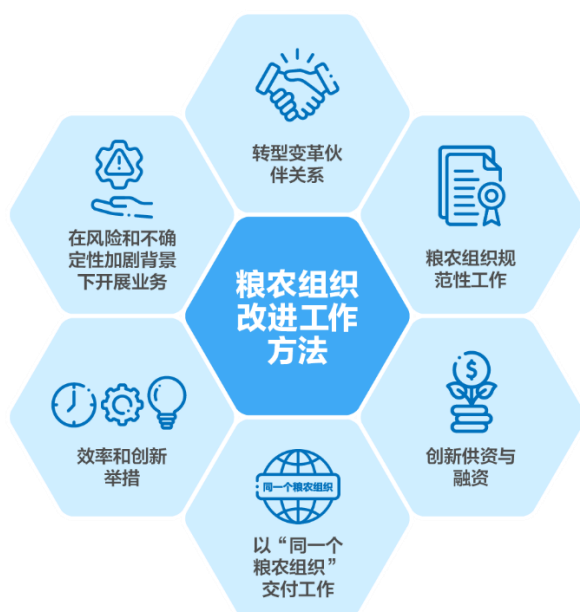 转型变革伙
伴关系
在风险和不确
定性加剧背景
下开展业务
粮农组织规
范性工作
粮农组织
改进工作
方法
效率和创新
举措
$
创新供资与
融资
同一个粮农组织
以“同一个
粮农组织”
交付工作